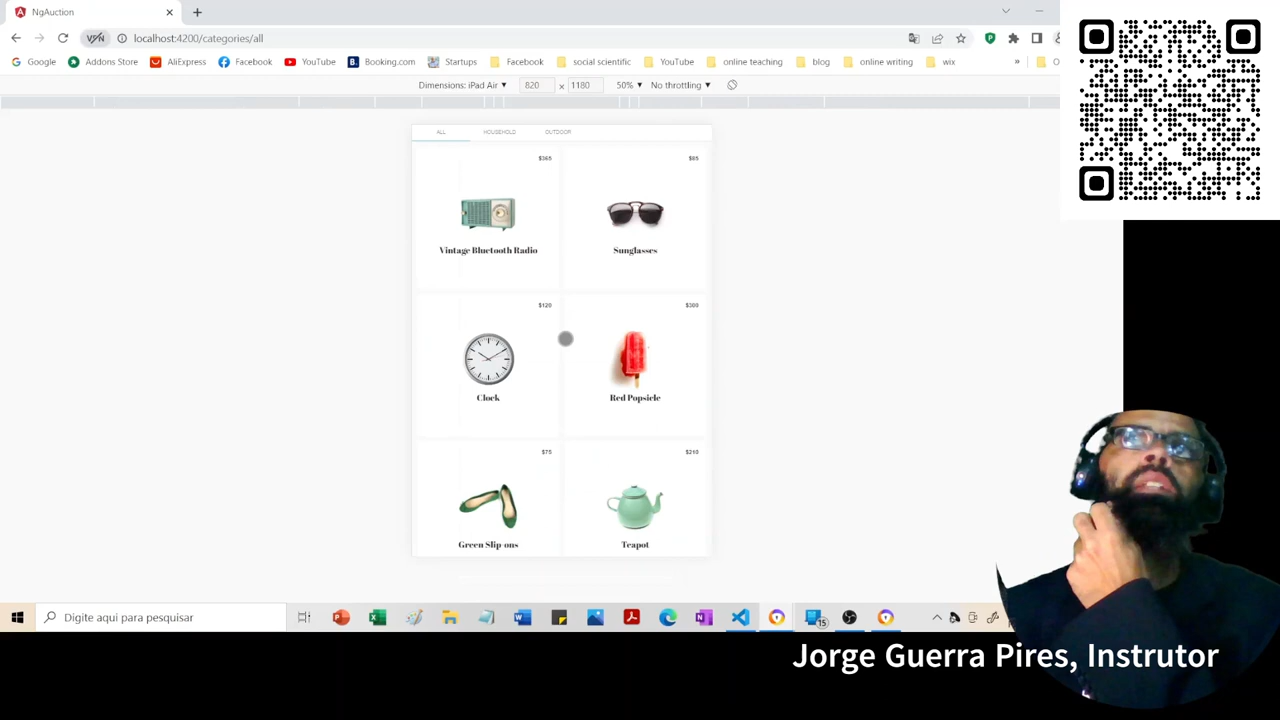 NgAuction
localhost:4200/categories/all
Google
Addons Store
AliExpress
Facebook
YouTube
Booking.com
Startups
Facebook
social scientific
YouTube
online teaching
blog
online writing
wix
»
Dimensions: iPad Air
820
x
1180
50%
No throttling
ALL
HOUSEHOLD
OUTDOOR
$365
$85
Vintage Bluetooth Radio
Sunglasses
$120
$300
Clock
Red Popsicle
$75
$210
Green Slip-ons
Teapot
Digite aqui para pesquisar
15
Jorge Guerra Pires, Instrutor